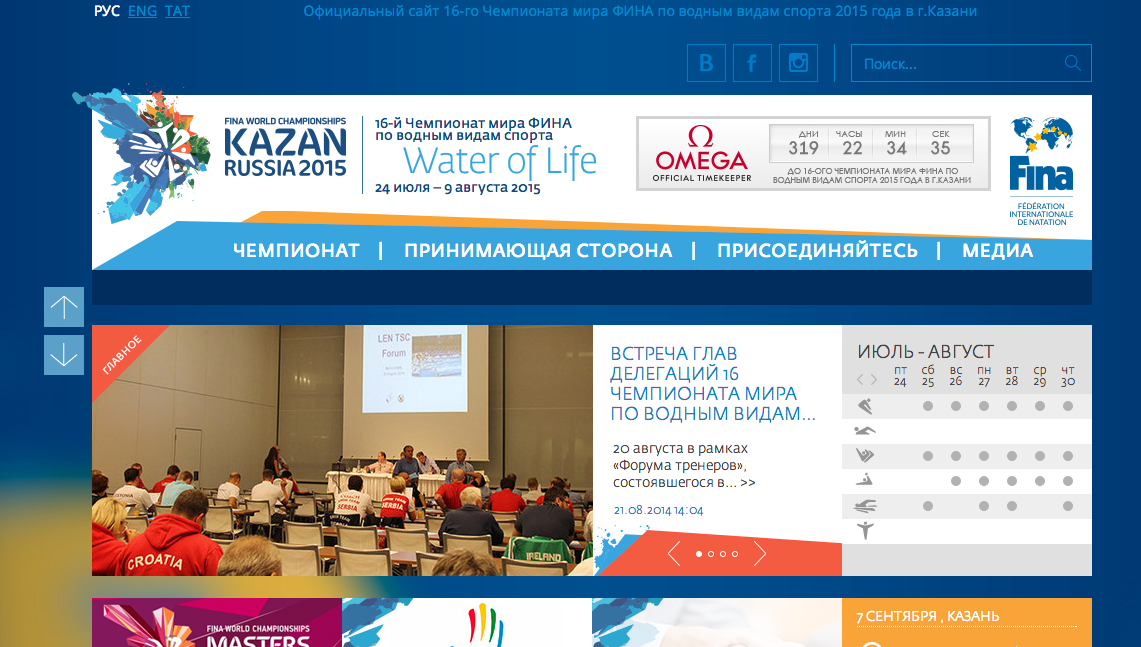 РУС ENG TAT
Официальный сайт 16-го Чемпионата мира ФИНА по водным видам спорта 2015 года в г.Казани
B f
Поиск...
FINA WORLD CHAMPIONSHIPS
KAZAN
RUSSIA 2015
16-й Чемпионат мира ФИНА
по водным видам спорта
Water of Life
24 июля – 9 августа 2015
Ω
OMEGA
OFFICIAL TIMEKEEPER
ДНИ ЧАСЫ МИН СЕК
319 22 34 35
ДО 16-ОГО ЧЕМПИОНАТА МИРА ФИНА ПО
ВОДНЫМ ВИДАМ СПОРТА 2015 ГОДА В Г.КАЗАНИ
Fina
FÉDÉRATION
INTERNATIONALE
DE NATATION
ЧЕМПИОНАТ | ПРИНИМАЮЩАЯ СТОРОНА | ПРИСОЕДИНЯЙТЕСЬ | МЕДИА
ГЛАВНОЕ
LEN TSC
Forum
ESTONIA
SERBIA
SERBIA
CROATIA
IRELAND
ВСТРЕЧА ГЛАВ
ДЕЛЕГАЦИЙ 16
ЧЕМПИОНАТА МИРА
ПО ВОДНЫМ ВИДАМ...
20 августа в рамках
«Форума тренеров»,
состоявшегося в... >>
21.08.2014 14:04
ИЮЛЬ - АВГУСТ
пт сб вс пн вт ср чт
24 25 26 27 28 29 30
FINA WORLD CHAMPIONSHIPS
MASTERS
7 СЕНТЯБРЯ , КАЗАНЬ